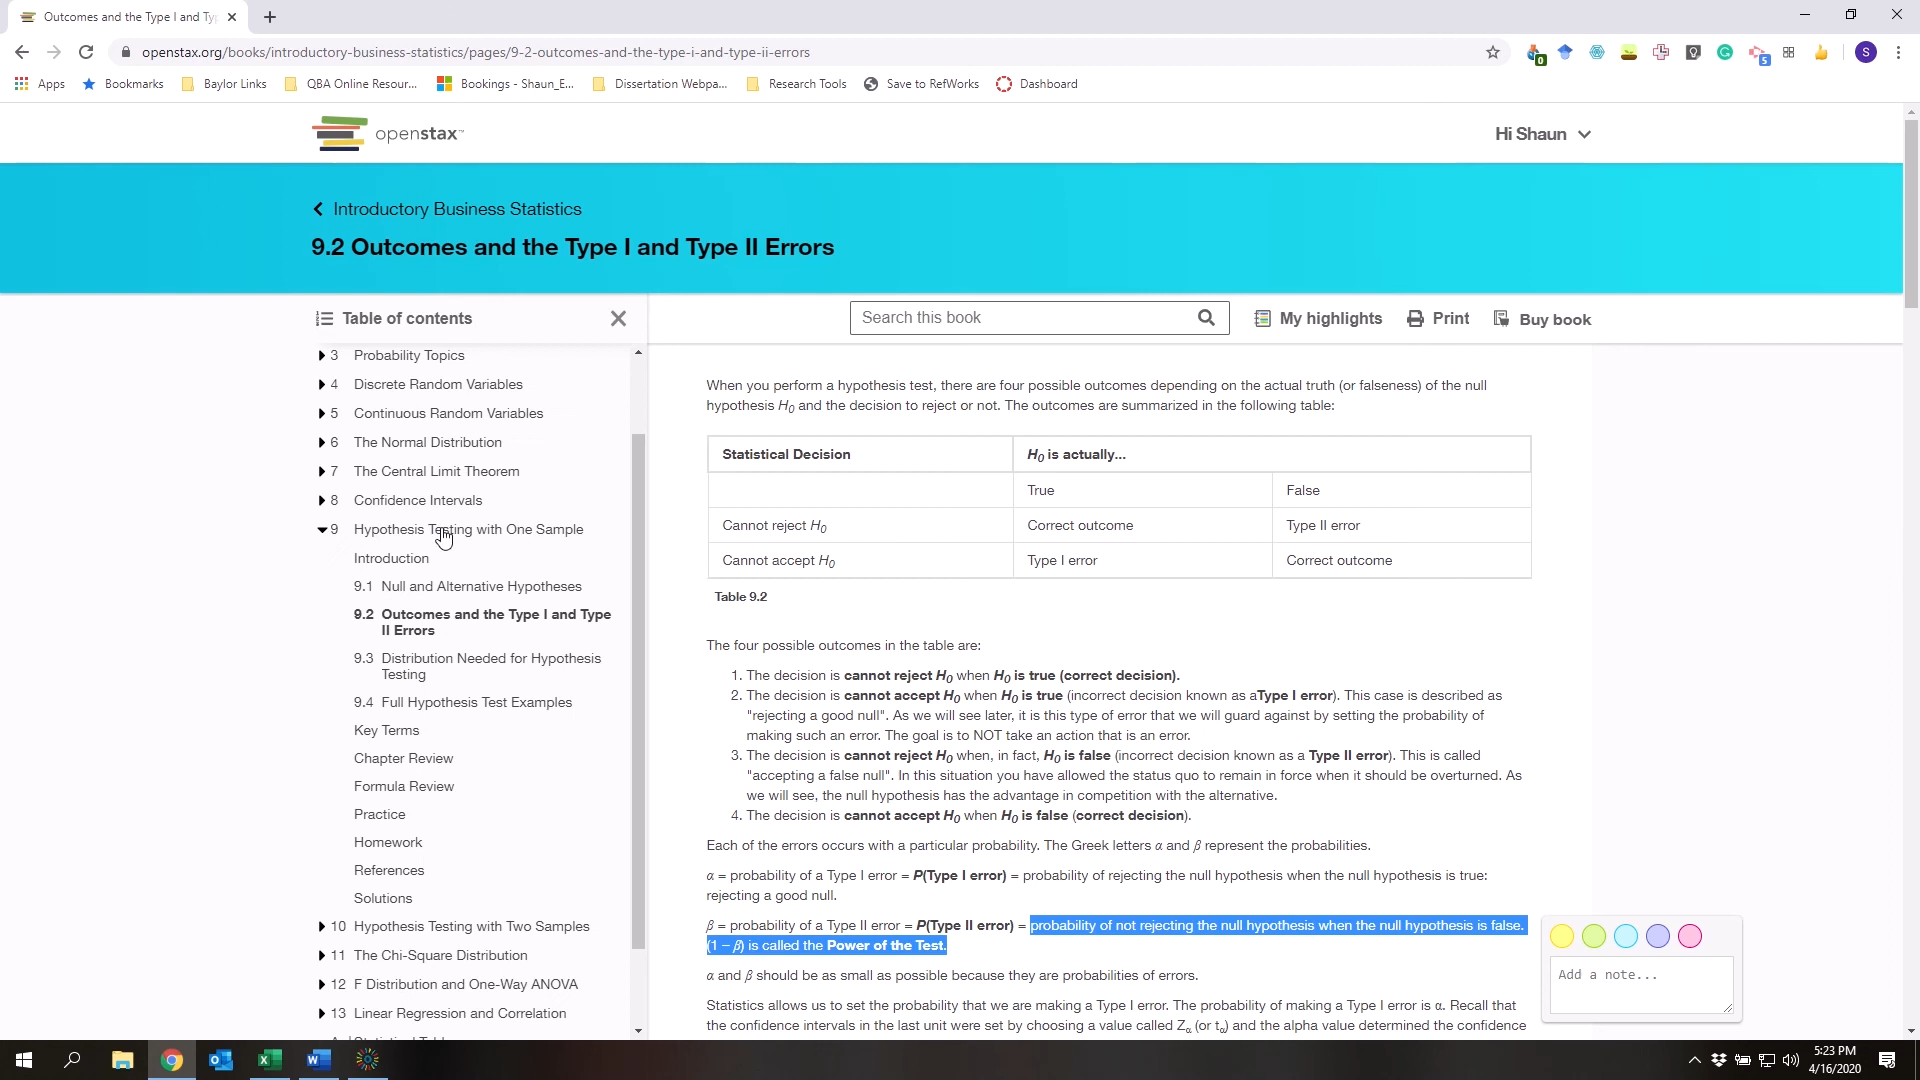 Outcomes and the Type I and Typ
openstax.org/books/introductory-business-statistics/pages/9-2-outcomes-and-the-type-i-and-type-ii-errors
0
5
S
Apps
Bookmarks
Baylor Links
QBA Online Resour...
Bookings - Shaun_E...
Dissertation Webpa...
Research Tools
Save to RefWorks
Dashboard
openstax™
Hi Shaun
Introductory Business Statistics
9.2 Outcomes and the Type I and Type II Errors
Table of contents
Search this book
My highlights
Print
Buy book
3 Probability Topics
4 Discrete Random Variables
5 Continuous Random Variables
6 The Normal Distribution
7 The Central Limit Theorem
8 Confidence Intervals
9 Hypothesis Testing with One Sample
Introduction
9.1 Null and Alternative Hypotheses
9.2 Outcomes and the Type I and Type
II Errors
9.3 Distribution Needed for Hypothesis
Testing
9.4 Full Hypothesis Test Examples
Key Terms
Chapter Review
Formula Review
Practice
Homework
References
Solutions
10 Hypothesis Testing with Two Samples
11 The Chi-Square Distribution
12 F Distribution and One-Way ANOVA
13 Linear Regression and Correlation
When you perform a hypothesis test, there are four possible outcomes depending on the actual truth (or falseness) of the null
hypothesis H0 and the decision to reject or not. The outcomes are summarized in the following table:
Statistical Decision H0 is actually...
True False
Cannot reject H0 Correct outcome Type II error
Cannot accept H0 Type I error Correct outcome
Table 9.2
The four possible outcomes in the table are:
1. The decision is cannot reject H0 when H0 is true (correct decision).
2. The decision is cannot accept H0 when H0 is true (incorrect decision known as aType I error). This case is described as
"rejecting a good null". As we will see later, it is this type of error that we will guard against by setting the probability of
making such an error. The goal is to NOT take an action that is an error.
3. The decision is cannot reject H0 when, in fact, H0 is false (incorrect decision known as a Type II error). This is called
"accepting a false null". In this situation you have allowed the status quo to remain in force when it should be overturned. As
we will see, the null hypothesis has the advantage in competition with the alternative.
4. The decision is cannot accept H0 when H0 is false (correct decision).
Each of the errors occurs with a particular probability. The Greek letters α and β represent the probabilities.
α = probability of a Type I error = P(Type I error) = probability of rejecting the null hypothesis when the null hypothesis is true:
rejecting a good null.
β = probability of a Type II error = P(Type II error) = probability of not rejecting the null hypothesis when the null hypothesis is false.
(1 − β) is called the Power of the Test.
α and β should be as small as possible because they are probabilities of errors.
Statistics allows us to set the probability that we are making a Type I error. The probability of making a Type I error is α. Recall that
the confidence intervals in the last unit were set by choosing a value called Zα (or tα) and the alpha value determined the confidence
Add a note...
5:23 PM
4/16/2020